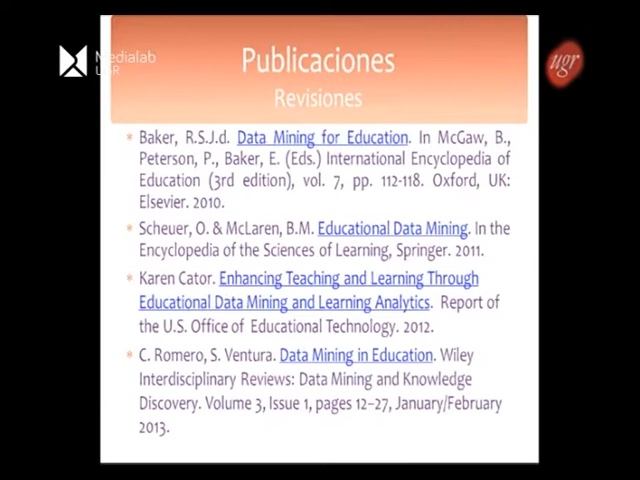 Medialab
UGR
Publicaciones
ugr
Revisiones
Baker, R.S.J.d. Data Mining for Education. In McGaw, B.,
Peterson, P., Baker, E. (Eds.) International Encyclopedia of
Education (3rd edition), vol. 7, pp. 112-118. Oxford, UK:
Elsevier. 2010.
Scheuer, O. & McLaren, B.M. Educational Data Mining. In the
Encyclopedia of the Sciences of Learning, Springer. 2011.
Karen Cator. Enhancing Teaching and Learning Through
Educational Data Mining and Learning Analytics. Report of
the U.S. Office of Educational Technology. 2012.
C. Romero, S. Ventura. Data Mining in Education. Wiley
Interdisciplinary Reviews: Data Mining and Knowledge
Discovery. Volume 3, Issue 1, pages 12–27, January/February
2013.